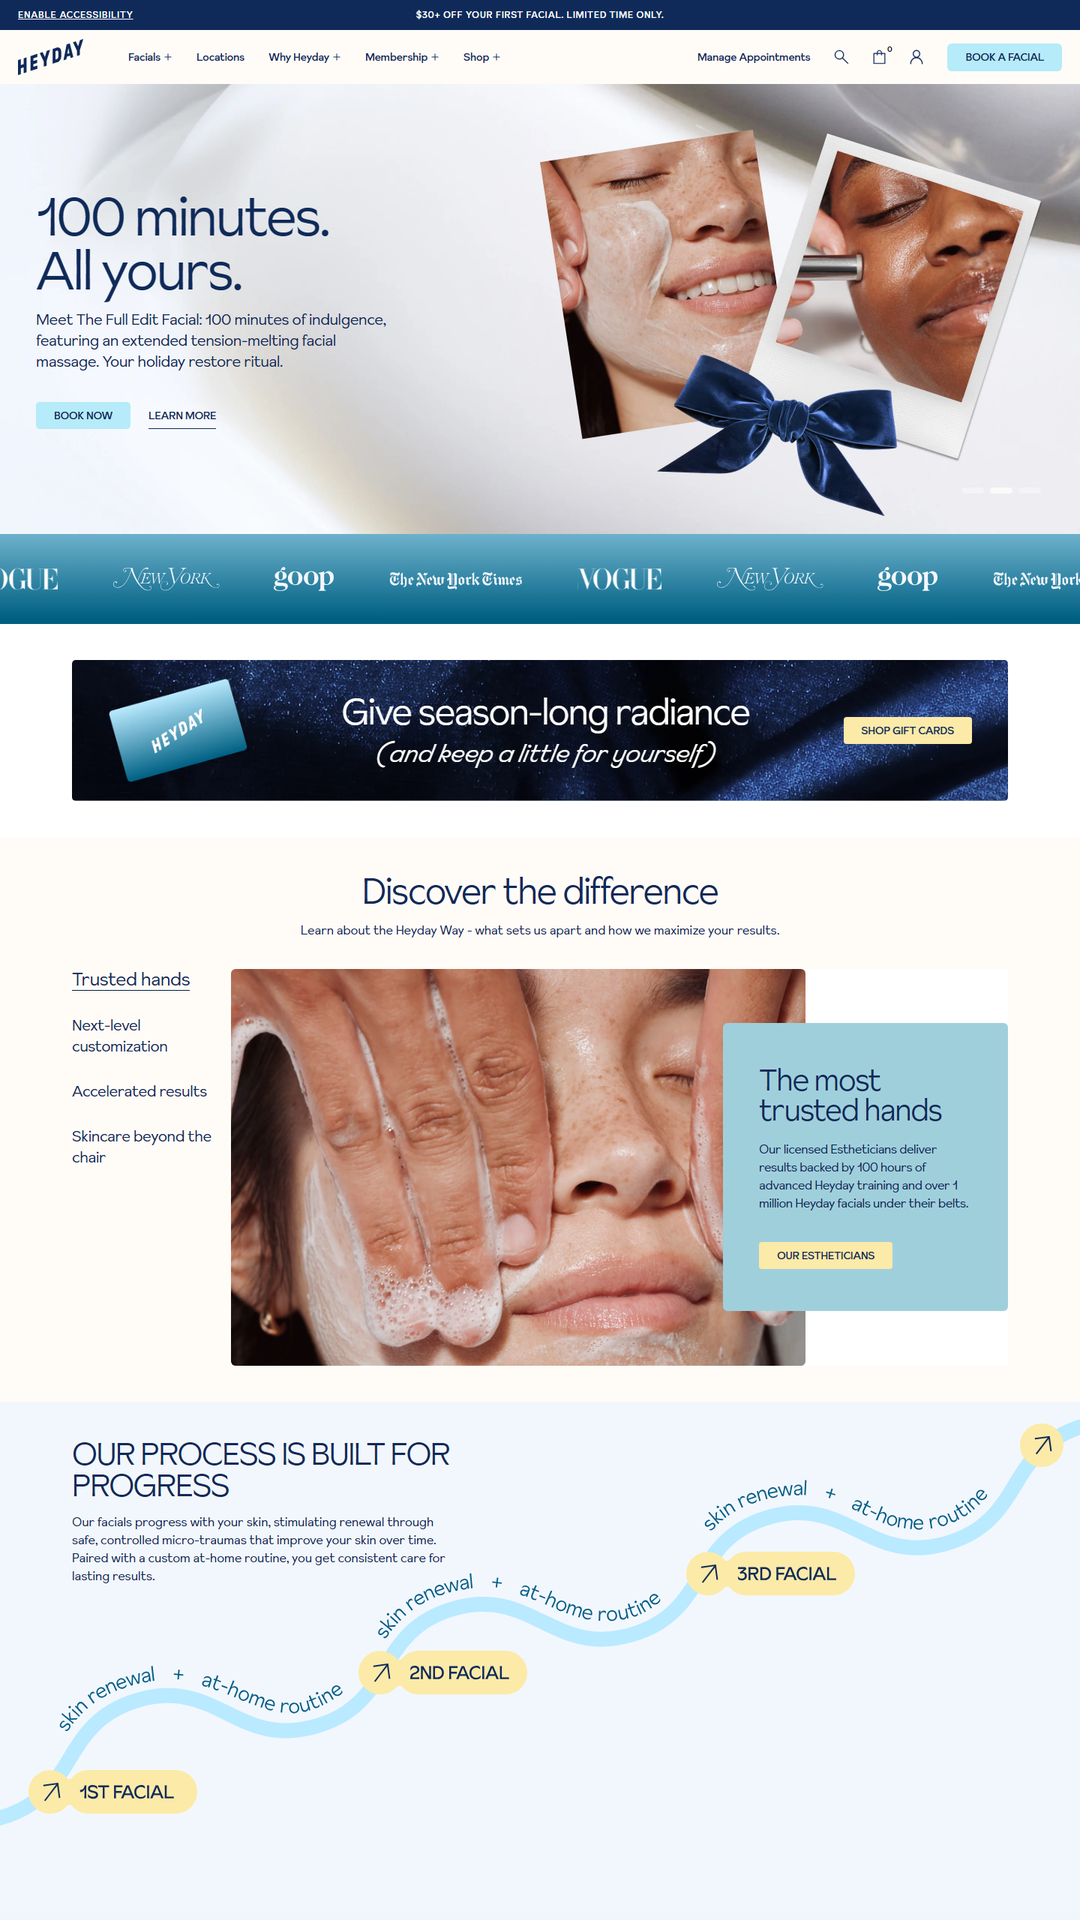 ENABLE ACCESSIBILITY
$30+ OFF YOUR FIRST FACIAL. LIMITED TIME ONLY.
HEYDAY
Facials +
Locations
Why Heyday +
Membership +
Shop +
Manage Appointments
0
BOOK A FACIAL
100 minutes.
All yours.
Meet The Full Edit Facial: 100 minutes of indulgence,
featuring an extended tension-melting facial
massage. Your holiday restore ritual.
BOOK NOW
LEARN MORE
OGUE
NEW YORK
goop
The New York Times
VOGUE
NEW YORK
goop
The New York
HEYDAY
Give season-long radiance
(and keep a little for yourself)
SHOP GIFT CARDS
Discover the difference
Learn about the Heyday Way - what sets us apart and how we maximize your results.
Trusted hands
Next-level
customization
Accelerated results
Skincare beyond the
chair
The most
trusted hands
Our licensed Estheticians deliver
results backed by 100 hours of
advanced Heyday training and over 1
million Heyday facials under their belts.
OUR ESTHETICIANS
OUR PROCESS IS BUILT FOR
PROGRESS
Our facials progress with your skin, stimulating renewal through
safe, controlled micro-traumas that improve your skin over time.
Paired with a custom at-home routine, you get consistent care for
lasting results.
skin renewal + at-home routine
3RD FACIAL
skin renewal + at-home routine
2ND FACIAL
skin renewal + at-home routine
1ST FACIAL